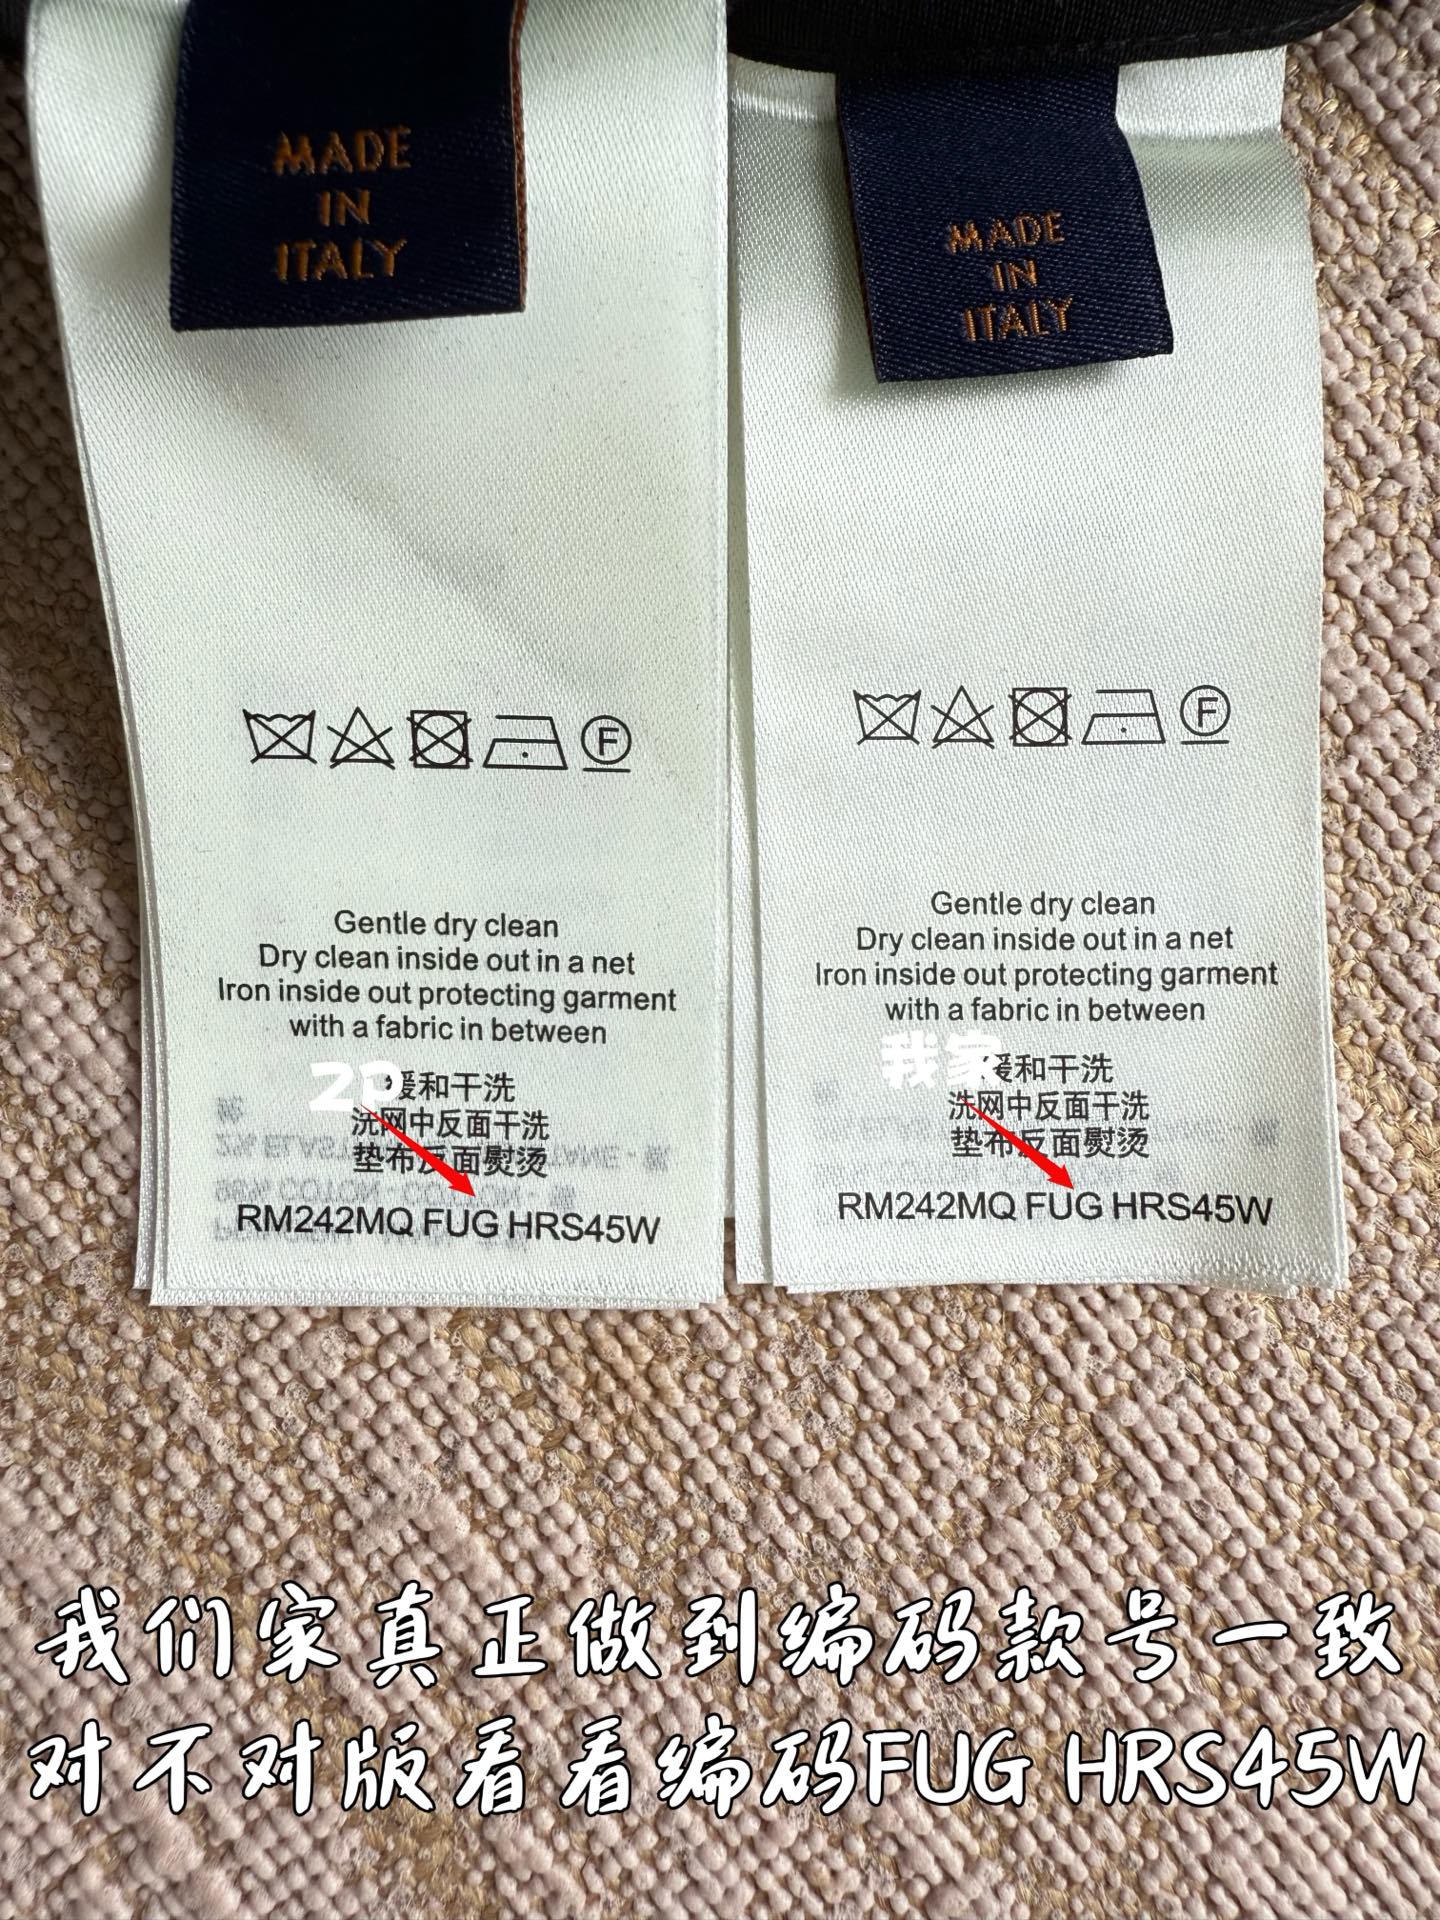 MADE
IN
ITALY
MADE
IN
ITALY
F
F
Gentle dry clean
Dry clean inside out in a net
Iron inside out protecting garment
with a fabric in between
2P
缓和干洗
洗网中反面干洗
垫布反面熨烫
RM242MQ FUG HRS45W
Gentle dry clean
Dry clean inside out in a net
Iron inside out protecting garment
with a fabric in between
我家
缓和干洗
洗网中反面干洗
垫布反面熨烫
RM242MQ FUG HRS45W
我们家真正做到编码款号一致
对不对版看看编码FUG HRS45W